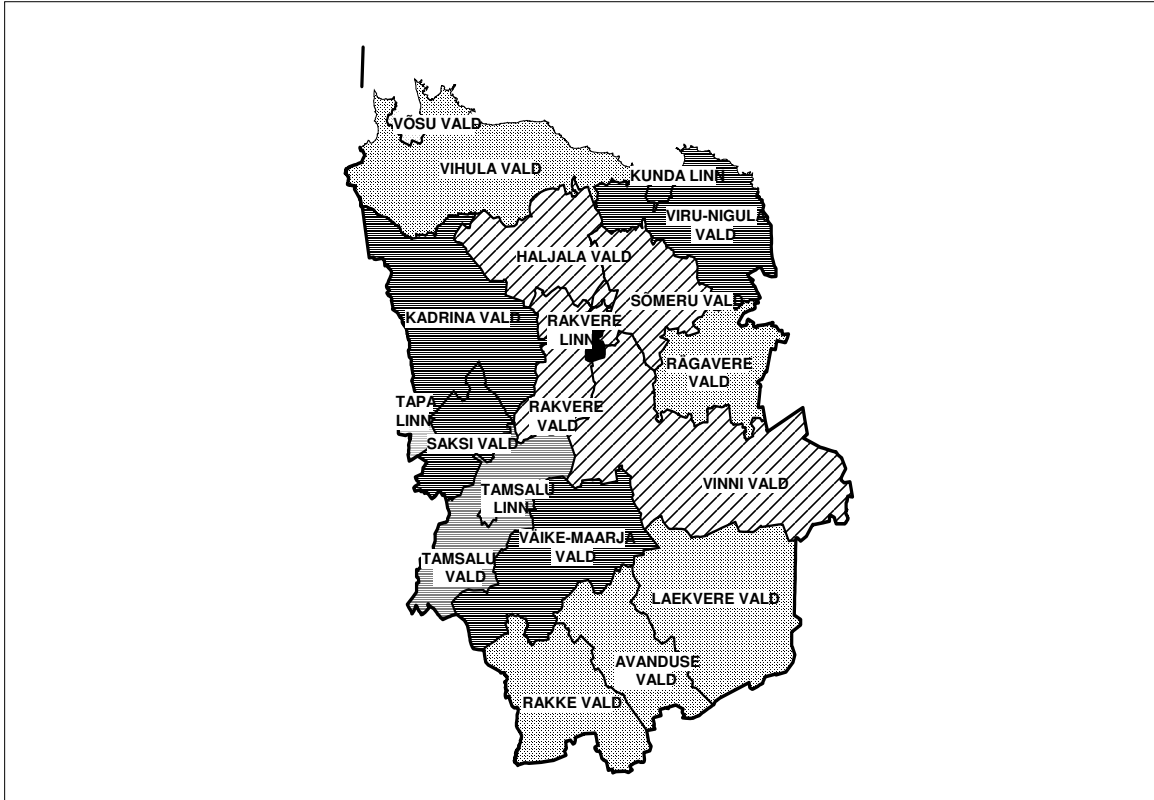 VÕSU VALD
VIHULA VALD
KUNDA LINN
VIRU-NIGULA
VALD
HALJALA VALD
SÕMERU VALD
KADRINA VALD
RAKVERE
LINN
RÄGAVERE
VALD
TAPA
LINN
RAKVERE
VALD
SAKSI VALD
TAMSALU
LINN
VINNI VALD
VÄIKE-MAARJA
VALD
TAMSALU
VALD
LAEKVERE VALD
AVANDUSE
VALD
RAKKE VALD